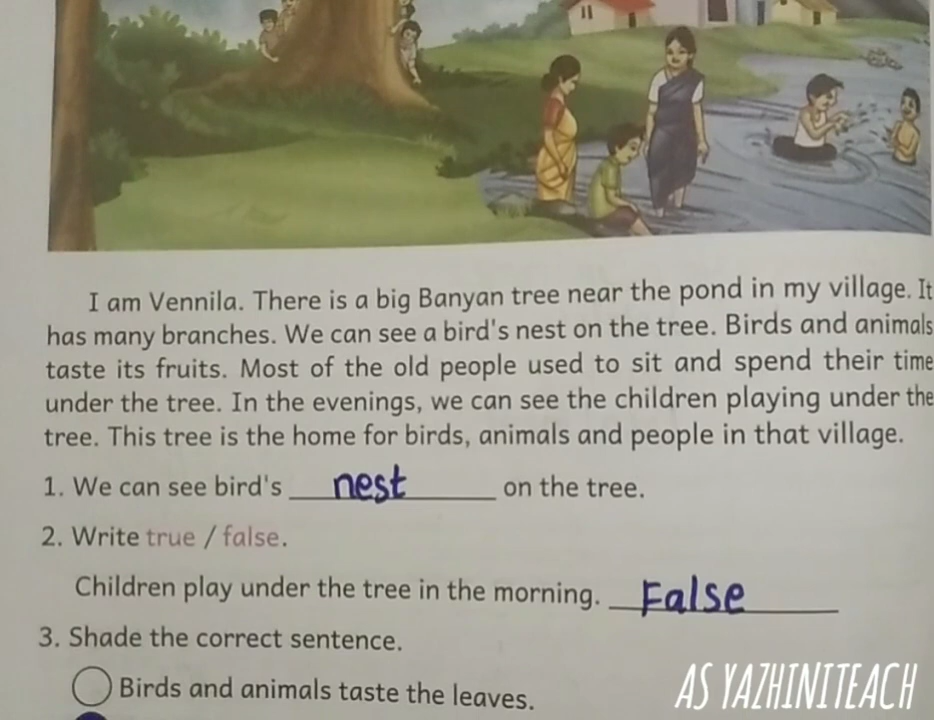 I am Vennila. There is a big Banyan tree near the pond in my village. It
has many branches. We can see a bird's nest on the tree. Birds and animals
taste its fruits. Most of the old people used to sit and spend their time
under the tree. In the evenings, we can see the children playing under the
tree. This tree is the home for birds, animals and people in that village.
1. We can see bird's nest on the tree.
2. Write true / false.
Children play under the tree in the morning. False
3. Shade the correct sentence.
Birds and animals taste the leaves.
AS YAZHINITEACH